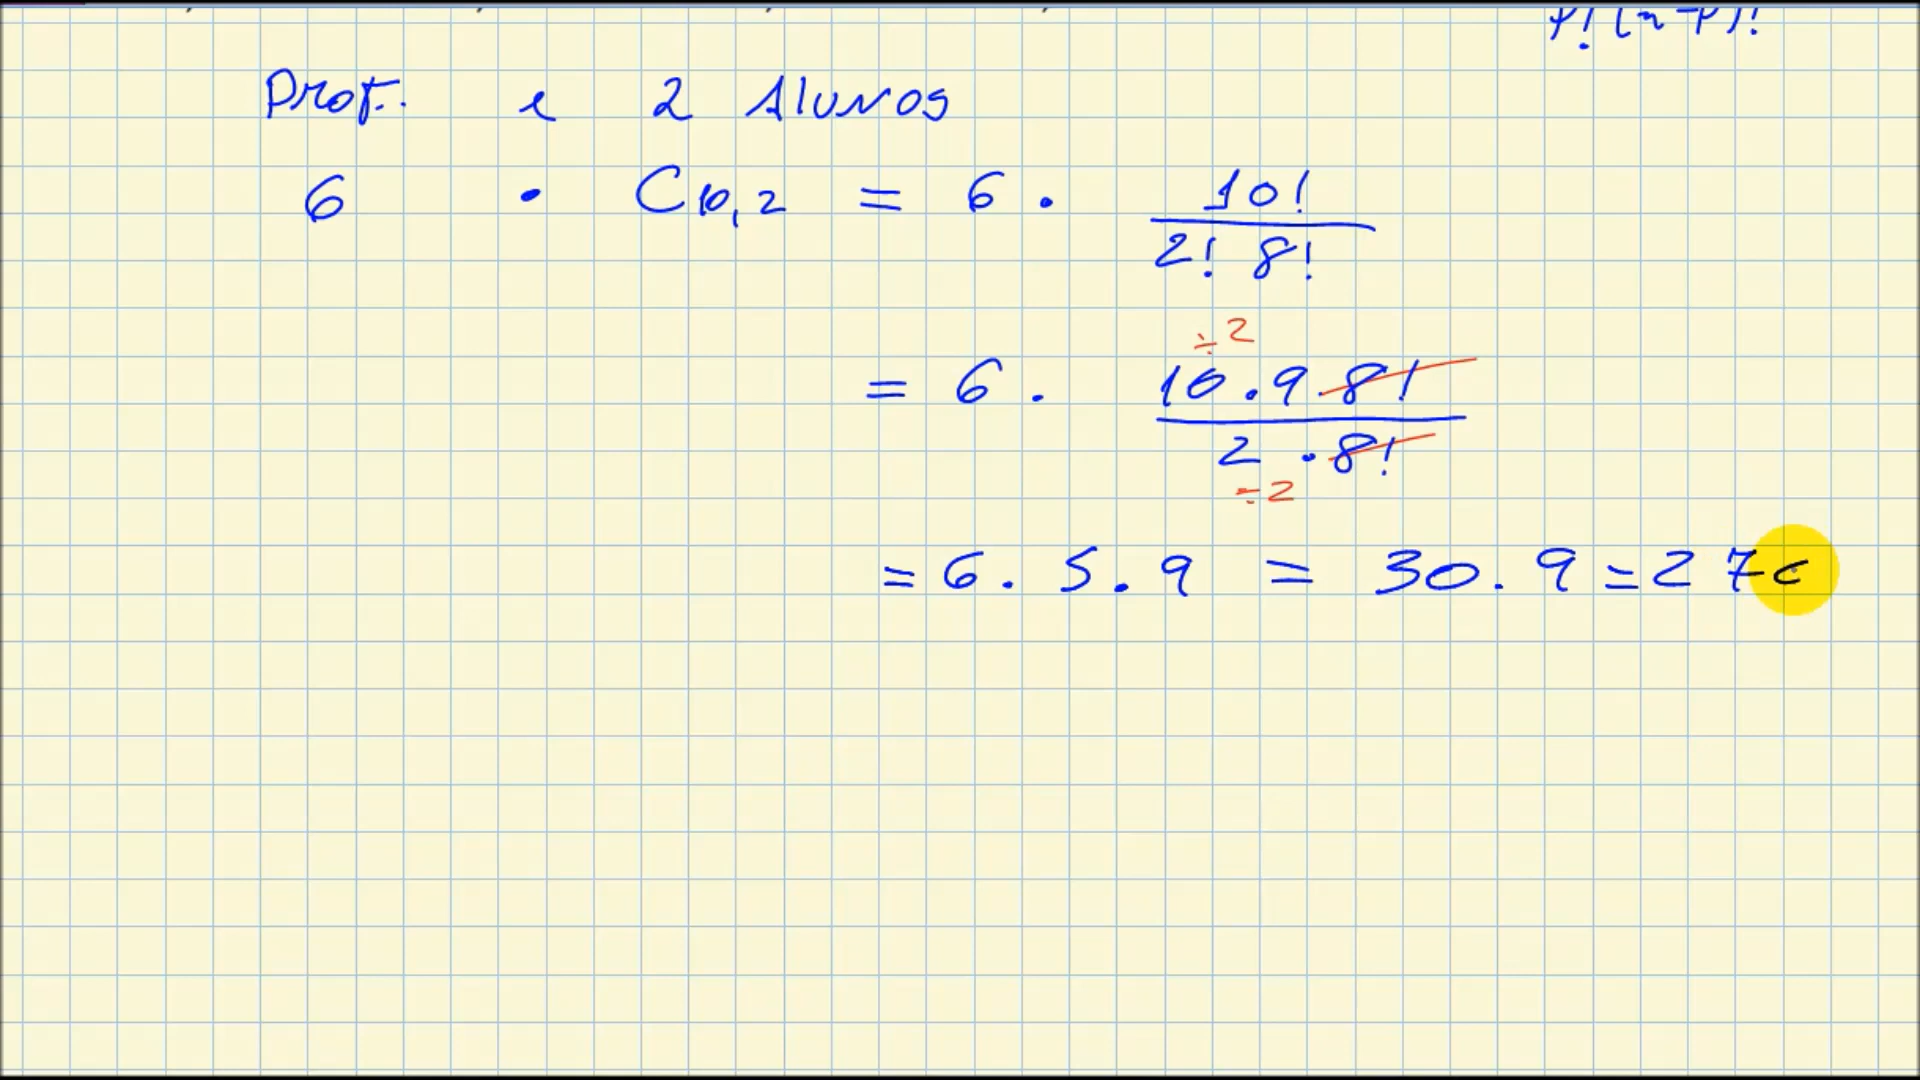 p!(n-p)!
Prof. e 2 Alunos
6 . C10,2 = 6 . 10!
2! 8!
÷2
= 6 . 10.9.8!
2 .8!
÷2
= 6.5.9 = 30.9 = 270